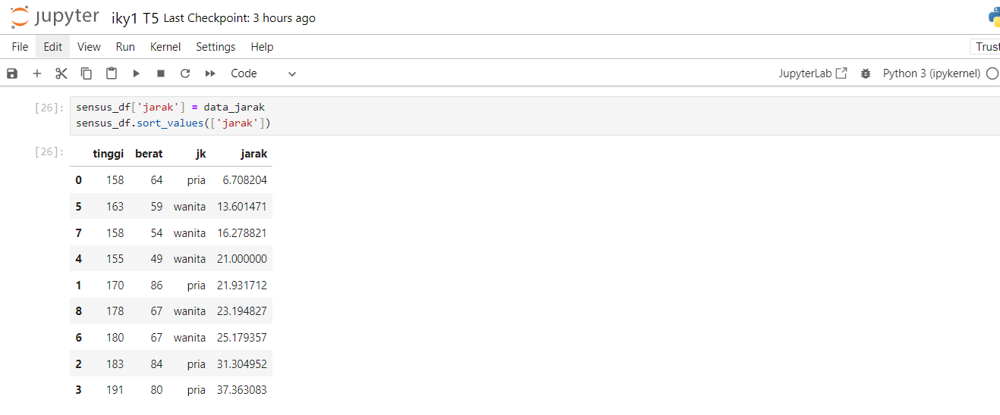 jupyter iky1 T5 Last Checkpoint: 3 hours ago
File Edit View Run Kernel Settings Help
Trust
Code
JupyterLab Python 3 (ipykernel)
[26]: sensus_df['jarak'] = data_jarak
sensus_df.sort_values(['jarak'])
[26]: tinggi berat jk jarak
0 158 64 pria 6.708204
5 163 59 wanita 13.601471
7 158 54 wanita 16.278821
4 155 49 wanita 21.000000
1 170 86 pria 21.931712
8 178 67 wanita 23.194827
6 180 67 wanita 25.179357
2 183 84 pria 31.304952
3 191 80 pria 37.363083